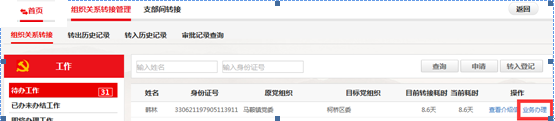 首页 组织关系转接管理 支部间转接 返回
组织关系转接 转出历史记录 转入历史记录 审批记录查询
工作 输入姓名 输入身份证号 查询 申请 转入登记
待办工作 31 姓名 身份证号 原党组织 目标党组织 目前转接耗时 当前耗时 操作
已办未办结工作 韩林 330621197905113911 马鞍镇党委 柯桥区委 8.6天 8.6天 查看介绍信 业务办理